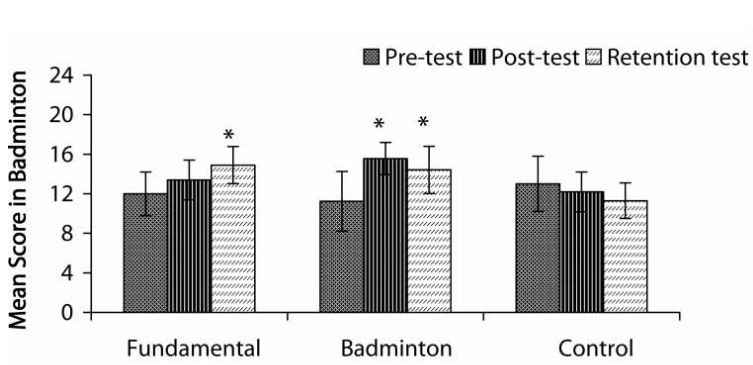 Pre-test Post-test Retention test
Mean Score in Badminton
24
20
16
12
8
4
0
* * *
Fundamental Badminton Control